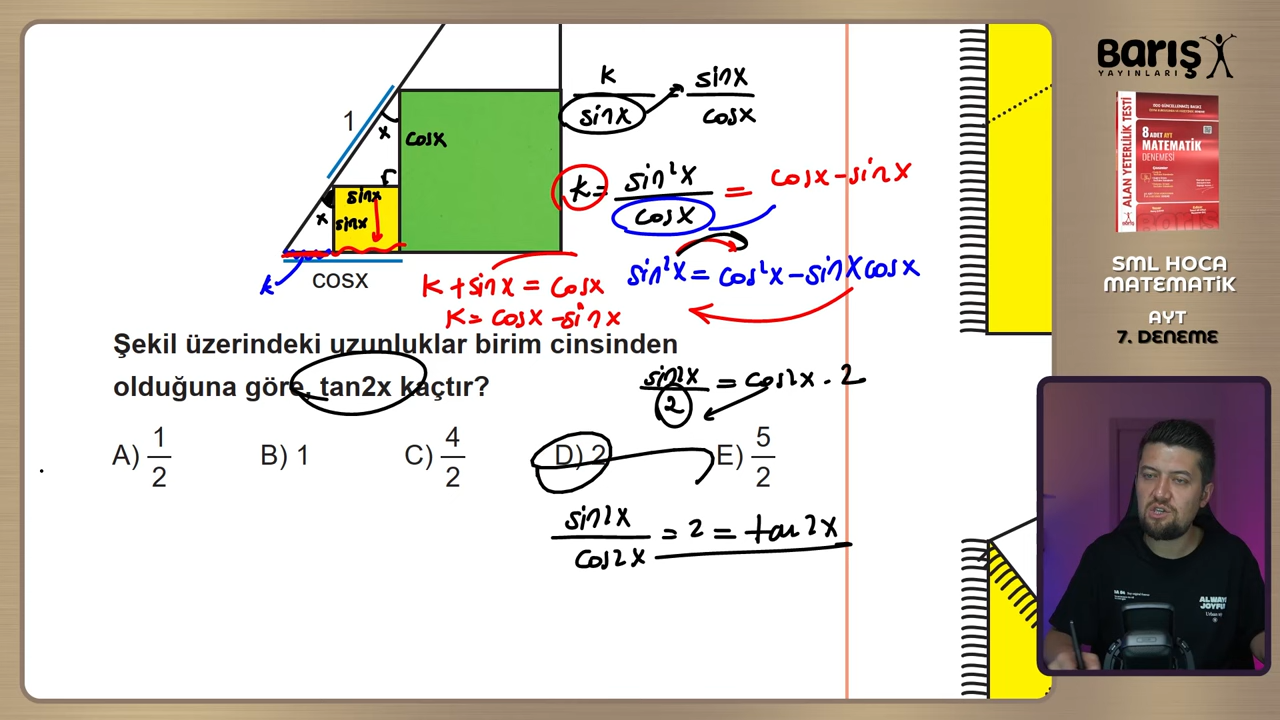 1
x
cosx
sinx
x
sinx
k
cosx
k / sinx → sinx / cosx
k = sin²x / cosx = cosx - sinx
k + sinx = cosx
k = cosx - sinx
sin²x = cos²x - sinxcosx
Şekil üzerindeki uzunluklar birim cinsinden
olduğuna göre, tan2x kaçtır?
sin2x / 2 = cos2x · 2
A) 1/2 B) 1 C) 4/2 D) 2 E) 5/2
sin2x / cos2x = 2 = tan2x
BARIŞ
YAYINLARI
ALAN YETERLİLİK TESTİ
8 ADET AYT
MATEMATİK
DENEMESİ
SML HOCA
MATEMATİK
AYT
7. DENEME
ALWAYS
JOYFUL